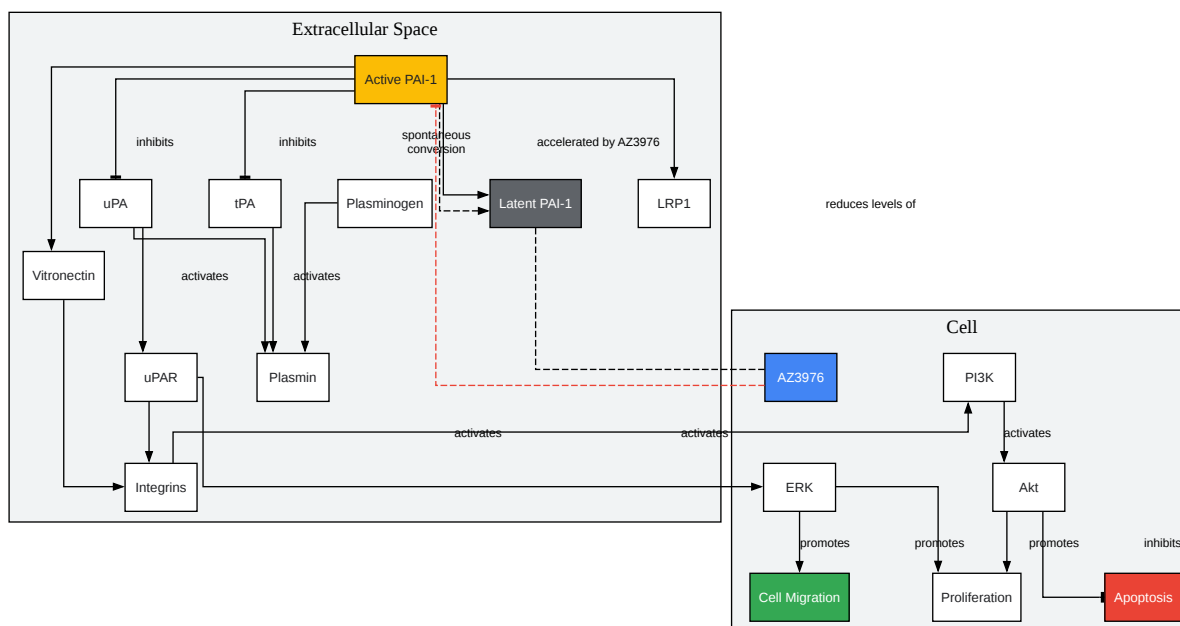 Extracellular Space
Active PAI-1
inhibits
inhibits
spontaneous
conversion
accelerated by AZ3976
uPA
tPA
Plasminogen
Latent PAI-1
LRP1
reduces levels of
Vitronectin
activates
activates
Cell
uPAR
Plasmin
AZ3976
PI3K
activates
activates
activates
Integrins
ERK
Akt
promotes
promotes
promotes
inhibits
Cell Migration
Proliferation
Apoptosis